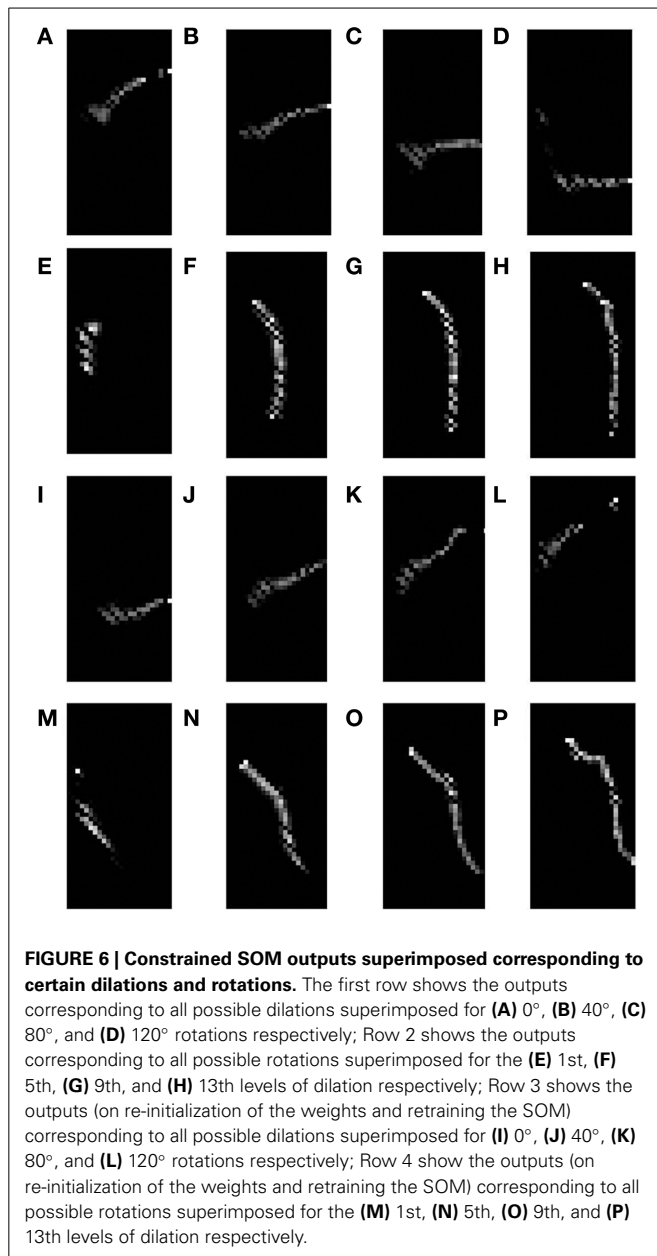 A B C D
E F G H
I J K L
M N O P
FIGURE 6 | Constrained SOM outputs superimposed corresponding to
certain dilations and rotations. The first row shows the outputs
corresponding to all possible dilations superimposed for (A) 0°, (B) 40°, (C)
80°, and (D) 120° rotations respectively; Row 2 shows the outputs
corresponding to all possible rotations superimposed for the (E) 1st, (F)
5th, (G) 9th, and (H) 13th levels of dilation respectively; Row 3 shows the
outputs (on re-initialization of the weights and retraining the SOM)
corresponding to all possible dilations superimposed for (I) 0°, (J) 40°, (K)
80°, and (L) 120° rotations respectively; Row 4 show the outputs (on
re-initialization of the weights and retraining the SOM) corresponding to all
possible rotations superimposed for the (M) 1st, (N) 5th, (O) 9th, and (P)
13th levels of dilation respectively.